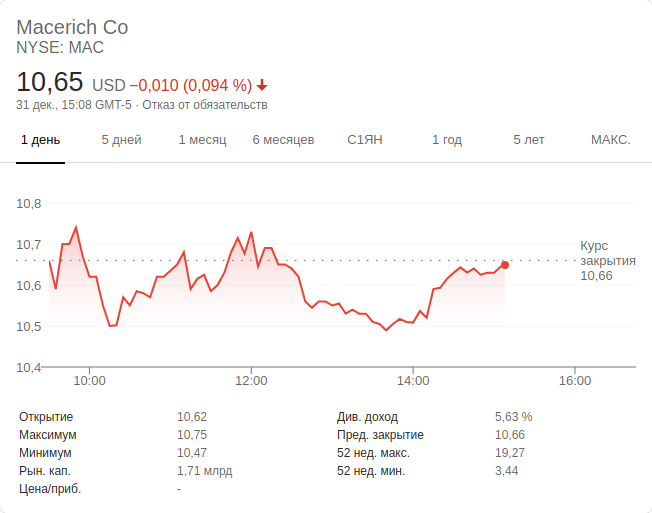 Macerich Co
NYSE: MAC
10,65 USD −0,010 (0,094 %)
31 дек., 15:08 GMT-5 · Отказ от обязательств
1 день 5 дней 1 месяц 6 месяцев С1ЯН 1 год 5 лет МАКС.
10,8
10,7
Курс
закрытия
10,66
10,6
10,5
10,4
10:00 12:00 14:00 16:00
Открытие 10,62 Див. доход 5,63 %
Максимум 10,75 Пред. закрытие 10,66
Минимум 10,47 52 нед. макс. 19,27
Рын. кап. 1,71 млрд 52 нед. мин. 3,44
Цена/приб. -